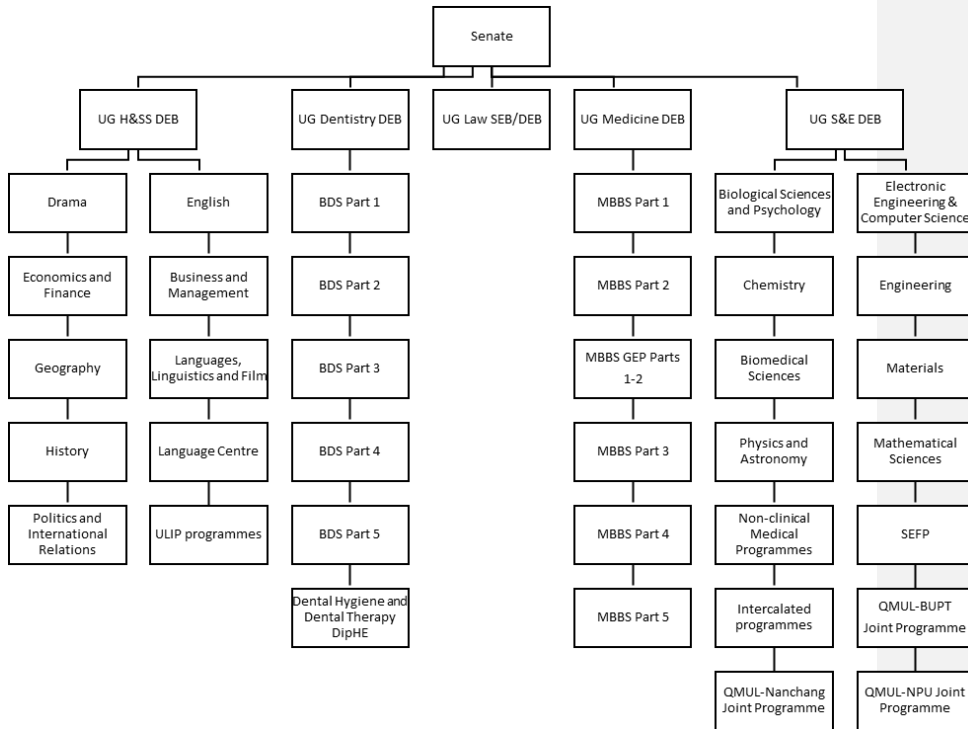 Senate
UG H&SS DEB
UG Dentistry DEB
UG Law SEB/DEB
UG Medicine DEB
UG S&E DEB
Drama
English
BDS Part 1
MBBS Part 1
Biological Sciences
and Psychology
Electronic
Engineering &
Computer Science
Economics and
Finance
Business and
Management
BDS Part 2
MBBS Part 2
Chemistry
Engineering
Geography
Languages,
Linguistics and Film
BDS Part 3
MBBS GEP Parts
1-2
Biomedical
Sciences
Materials
History
Language Centre
BDS Part 4
MBBS Part 3
Physics and
Astronomy
Mathematical
Sciences
Politics and
International
Relations
ULIP programmes
BDS Part 5
MBBS Part 4
Non-clinical
Medical
Programmes
SEFP
Dental Hygiene and
Dental Therapy
DipHE
MBBS Part 5
Intercalated
programmes
QMUL-BUPT
Joint Programme
QMUL-Nanchang
Joint Programme
QMUL-NPU Joint
Programme